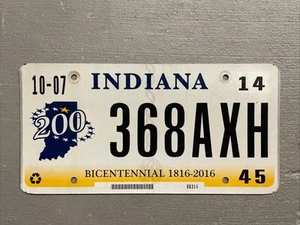 10-07 INDIANA 14
200 368AXH
BICENTENNIAL 1816-2016 45